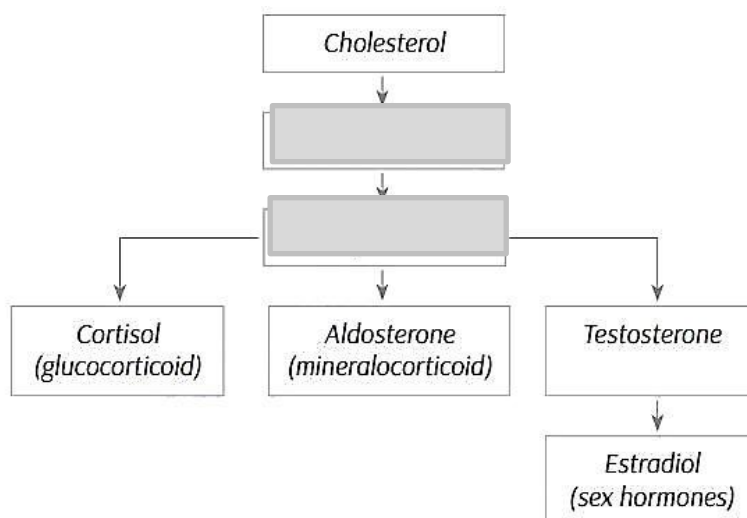 Cholesterol
Cortisol
(glucocorticoid)
Aldosterone
(mineralocorticoid)
Testosterone
Estradiol
(sex hormones)